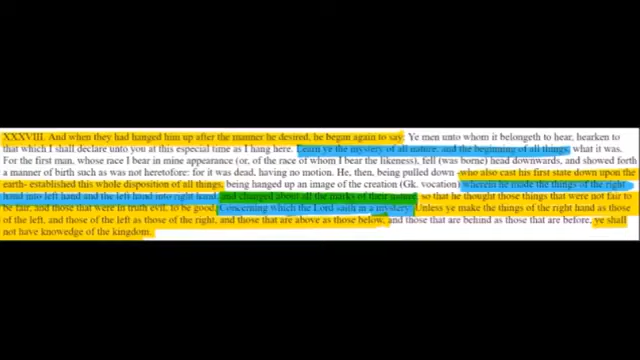 XXXVIII. And when they had hanged him up after the manner he desired, he began again to say: Ye men unto whom it belongeth to hear, hearken to
that which I shall declare unto you at this especial time as I hang here. Learn ye the mystery of all nature, and the beginning of all things, what it was.
For the first man, whose race I bear in mine appearance (or, of the race of whom I bear the likeness), fell (was borne) head downwards, and showed forth
a manner of birth such as was not heretofore: for it was dead, having no motion. He, then, being pulled down- who also cast his first state down upon the
earth- established this whole disposition of all things, being hanged up an image of the creation (Gk. vocation) wherein he made the things of the right
hand into left hand and the left hand into right hand, and changed about all the marks of their nature, so that he thought those things that were not fair to
be fair, and those that were in truth evil, to be good. Concerning which the Lord saith in a mystery: Unless ye make the things of the right hand as those
of the left, and those of the left as those of the right, and those that are above as those below, and those that are behind as those that are before, ye shall
not have knowedge of the kingdom.